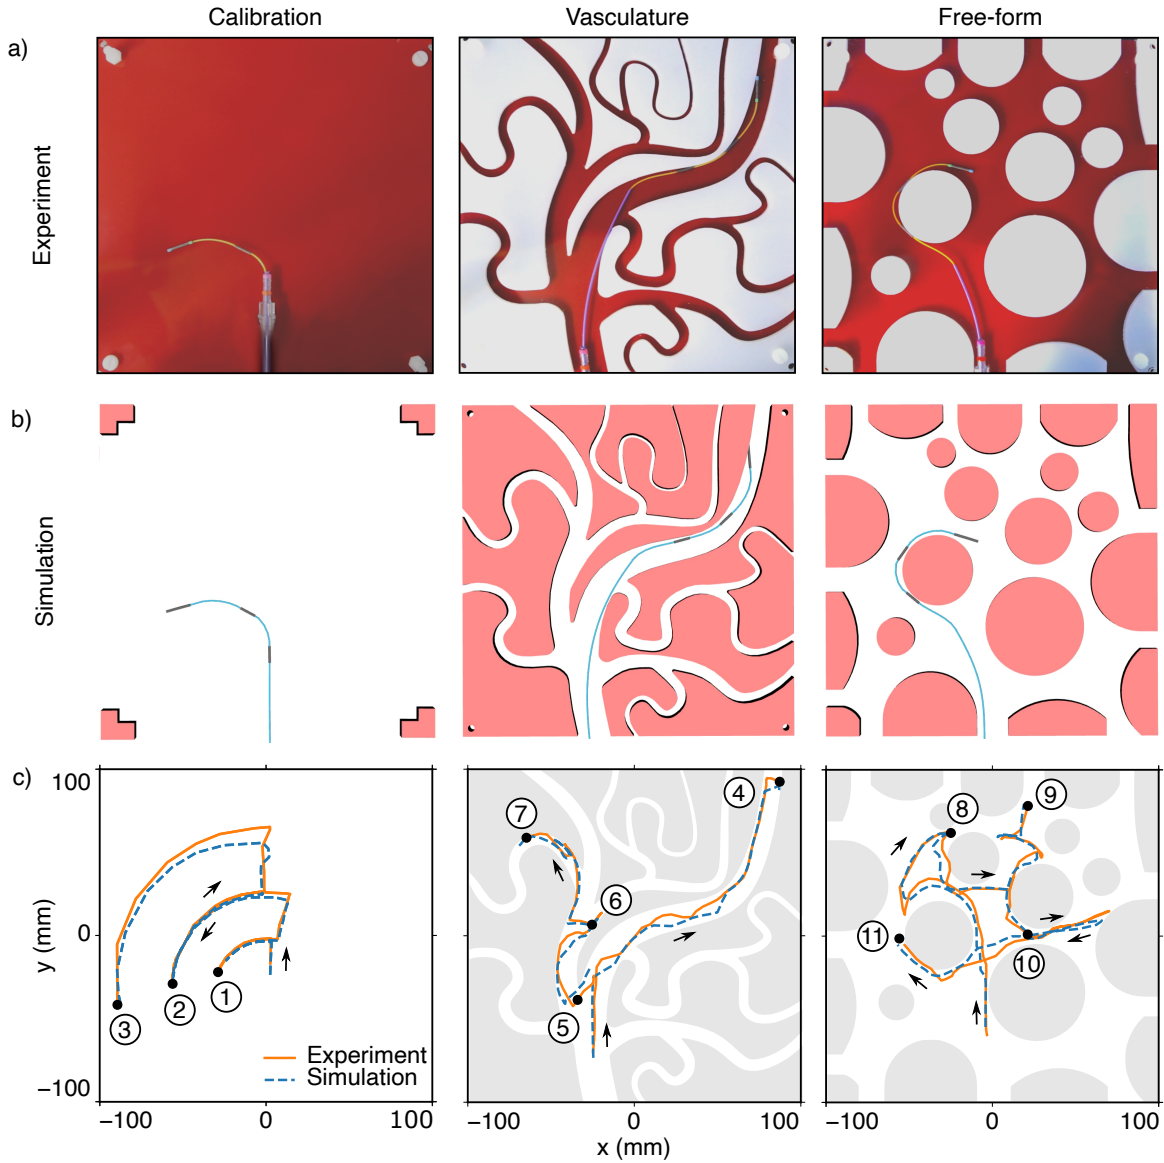 Calibration Vasculature Free-form
a)
Experiment
b)
Simulation
c)
100
0
−100
y (mm)
−100 0 100
−100 0 100
−100 0 100
x (mm)
1
2
3
Experiment
Simulation
4
5
6
7
8
9
10
11